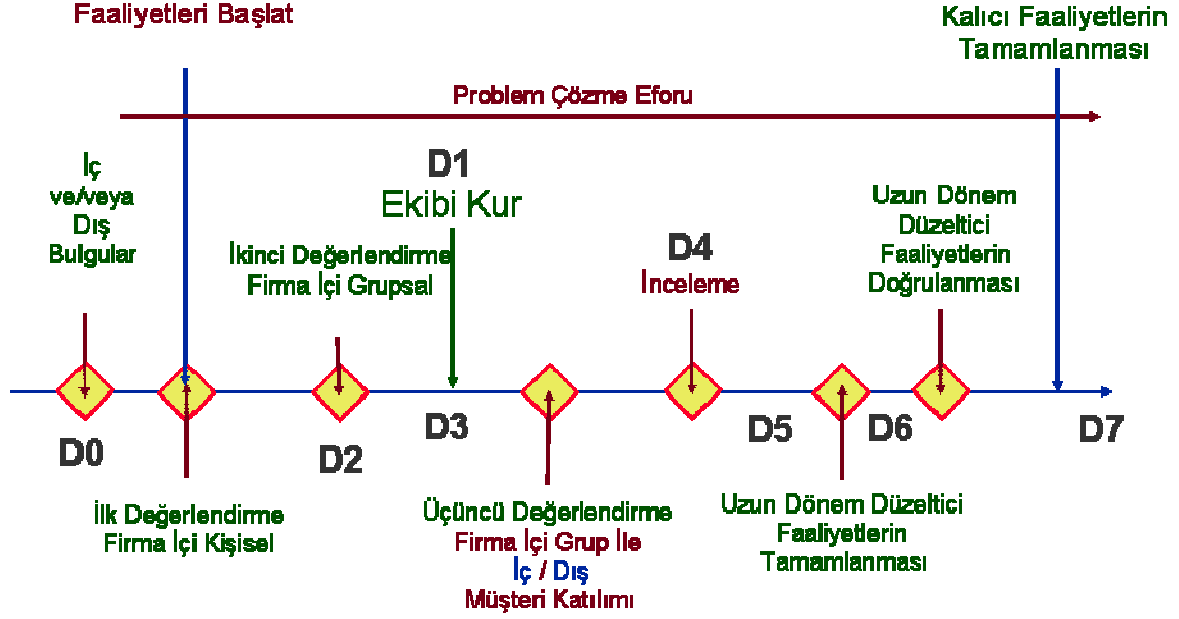 Faaliyetleri Başlat
Kalıcı Faaliyetlerin
Tamamlanması
Problem Çözme Eforu
İç
ve/veya
Dış
Bulgular
D1
Ekibi Kur
İkinci Değerlendirme
Firma İçi Grupsal
D4
İnceleme
Uzun Dönem
Düzeltici
Faaliyetlerin
Doğrulanması
D0
D2
D3
D5
D6
D7
İlk Değerlendirme
Firma İçi Kişisel
Üçüncü Değerlendirme
Firma İçi Grup İle
İç / Dış
Müşteri Katılımı
Uzun Dönem Düzeltici
Faaliyetlerin
Tamamlanması